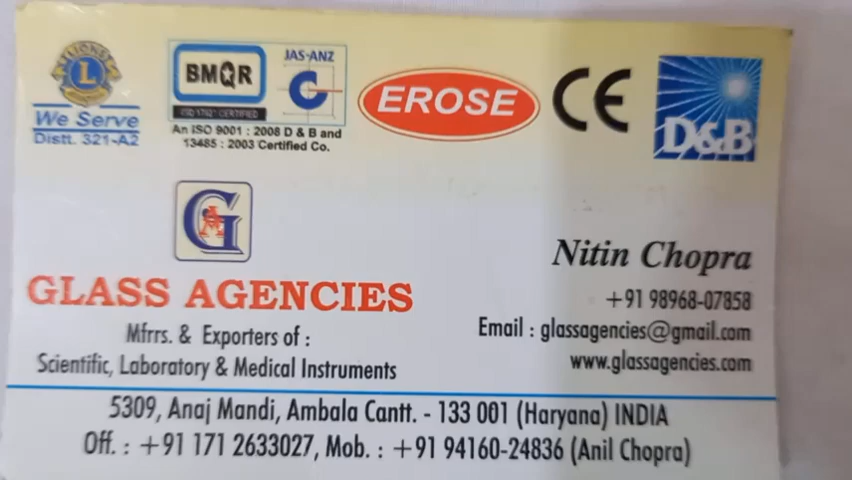 LIONS
L
We Serve
Distt. 321-A2
BMQR
JAS-ANZ
CERTIFIED
An ISO 9001 : 2008 D & B and
13485 : 2003 Certified Co.
EROSE
CE
D&B
G
GLASS AGENCIES
Mfrrs. & Exporters of :
Scientific, Laboratory & Medical Instruments
Nitin Chopra
+91 98968-07858
Email : glassagencies@gmail.com
www.glassagencies.com
5309, Anaj Mandi, Ambala Cantt. - 133 001 (Haryana) INDIA
Off. : +91 171 2633027, Mob. : +91 94160-24836 (Anil Chopra)